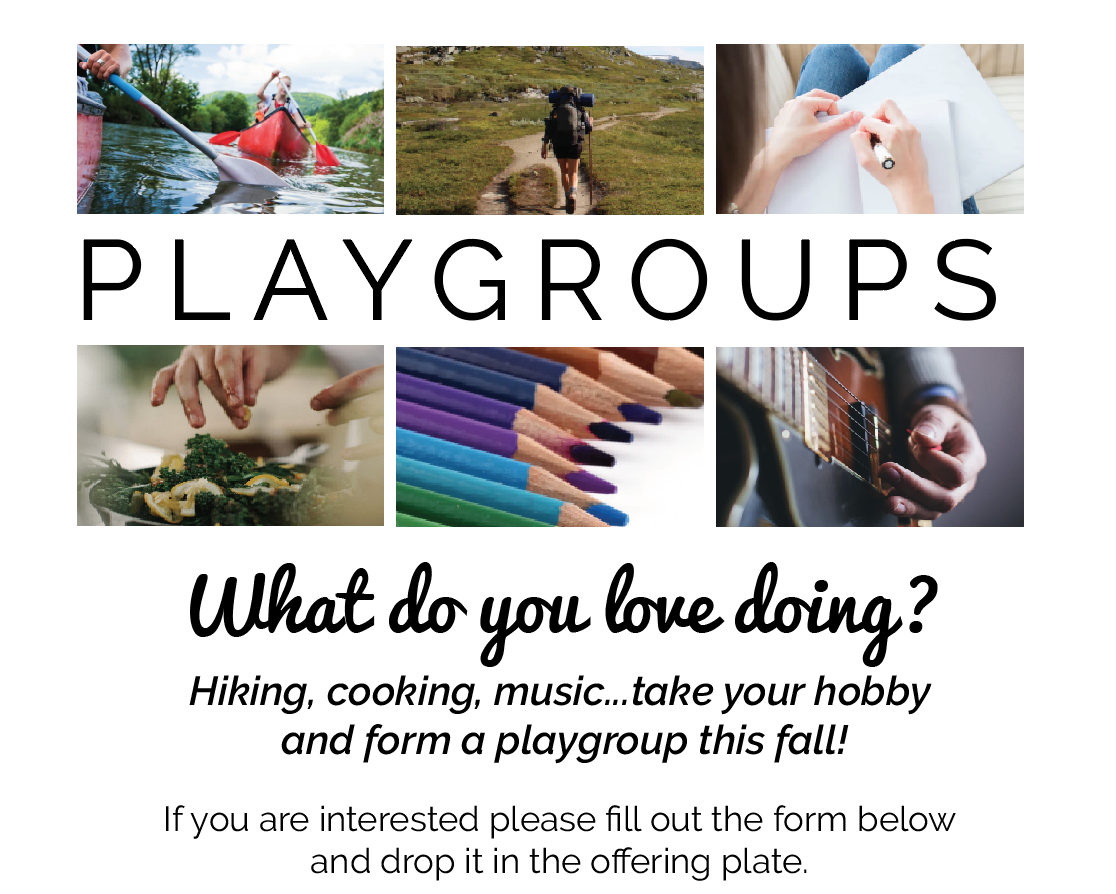 PLAYGROUPS
What do you love doing?
Hiking, cooking, music...take your hobby
and form a playgroup this fall!
If you are interested please fill out the form below
and drop it in the offering plate.